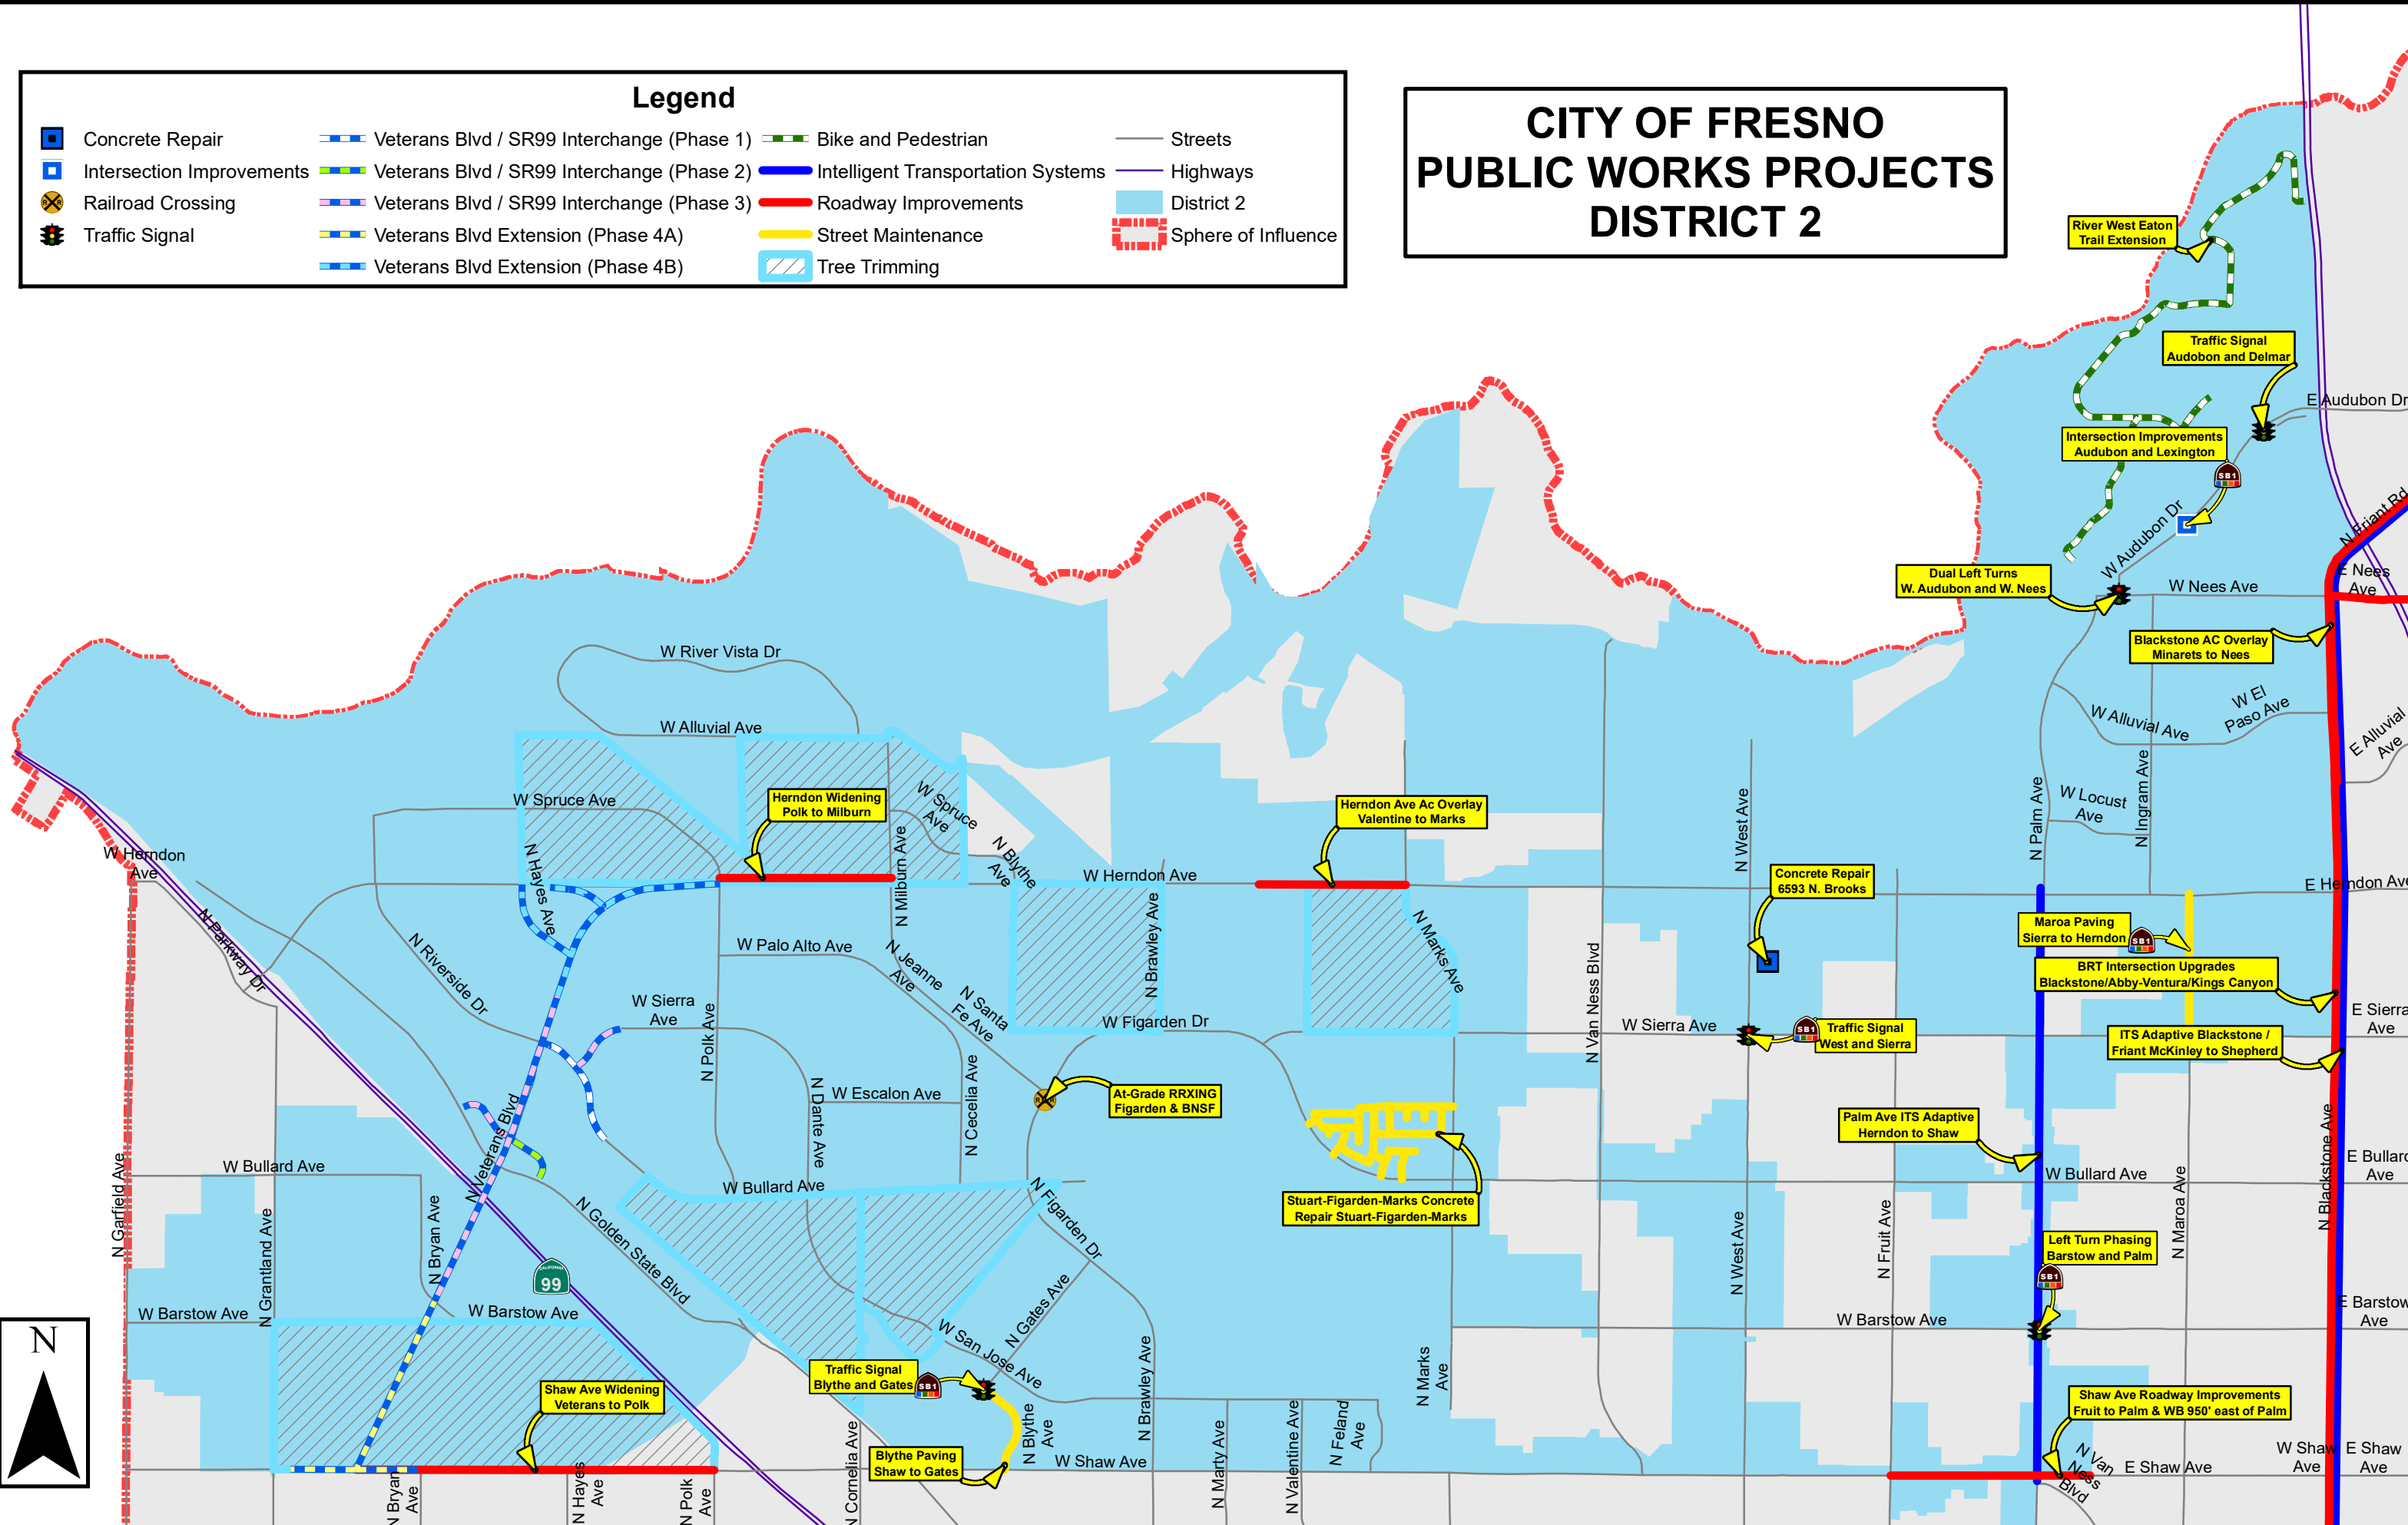 Legend
Concrete Repair
Intersection Improvements
Railroad Crossing
Traffic Signal
Veterans Blvd / SR99 Interchange (Phase 1)
Veterans Blvd / SR99 Interchange (Phase 2)
Veterans Blvd / SR99 Interchange (Phase 3)
Veterans Blvd Extension (Phase 4A)
Veterans Blvd Extension (Phase 4B)
Bike and Pedestrian
Intelligent Transportation Systems
Roadway Improvements
Street Maintenance
Tree Trimming
Streets
Highways
District 2
Sphere of Influence
CITY OF FRESNO
PUBLIC WORKS PROJECTS
DISTRICT 2
River West Eaton
Trail Extension
Traffic Signal
Audobon and Delmar
E Audubon Dr
Intersection Improvements
Audubon and Lexington
SB1
W Audubon Dr
N Friant Rd
Dual Left Turns
W. Audubon and W. Nees
W Nees Ave
E Nees
Ave
Blackstone AC Overlay
Minarets to Nees
W River Vista Dr
W Alluvial Ave
W Alluvial Ave
W El
Paso Ave
E Alluvial
Ave
W Spruce Ave
Herndon Widening
Polk to Milburn
W Spruce
Ave
Herndon Ave Ac Overlay
Valentine to Marks
N West Ave
N Palm Ave
W Locust
Ave
N Ingram Ave
W Herndon
Ave
N Hayes Ave
N Milburn Ave
N Blythe
Ave
W Herndon Ave
Concrete Repair
6593 N. Brooks
E Herndon Ave
N Parkway Dr
N Riverside Dr
W Palo Alto Ave
N Jeanne
Ave
N Brawley Ave
N Marks Ave
N Van Ness Blvd
Maroa Paving
Sierra to Herndon
SB1
BRT Intersection Upgrades
Blackstone/Abby-Ventura/Kings Canyon
W Sierra
Ave
N Polk Ave
N Santa
Fe Ave
W Figarden Dr
W Sierra Ave
SB1
Traffic Signal
West and Sierra
ITS Adaptive Blackstone /
Friant McKinley to Shepherd
E Sierra
Ave
N Veterans Blvd
N Dante Ave
W Escalon Ave
N Cecelia Ave
At-Grade RRXING
Figarden & BNSF
Palm Ave ITS Adaptive
Herndon to Shaw
N Blackstone Ave
N Garfield Ave
W Bullard Ave
W Bullard Ave
W Bullard Ave
E Bullard
Ave
Stuart-Figarden-Marks Concrete
Repair Stuart-Figarden-Marks
N Grantland Ave
N Bryan Ave
N Golden State Blvd
N Figarden Dr
N West Ave
N Fruit Ave
N Maroa Ave
Left Turn Phasing
Barstow and Palm
SB1
CALIFORNIA
99
W Barstow Ave
W Barstow Ave
N Gates Ave
W San Jose Ave
W Barstow Ave
E Barstow
Ave
N
Shaw Ave Widening
Veterans to Polk
Traffic Signal
Blythe and Gates
SB1
N Brawley Ave
N Marks
Ave
Shaw Ave Roadway Improvements
Fruit to Palm & WB 950' east of Palm
Blythe Paving
Shaw to Gates
N Blythe
Ave
W Shaw Ave
N Cornelia Ave
N Marty Ave
N Valentine Ave
N Feland
Ave
N Van
Ness
Blvd
E Shaw Ave
W Shaw
Ave
E Shaw
Ave
N Bryan
Ave
N Hayes
Ave
N Polk
Ave